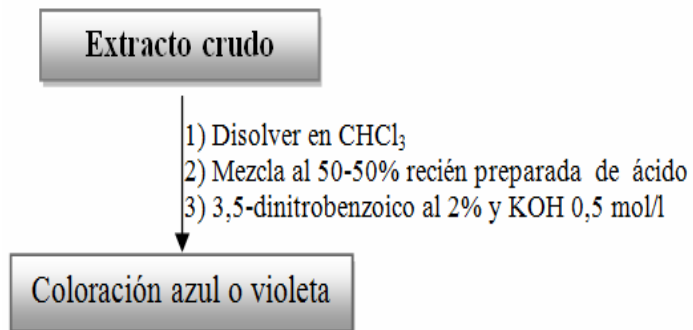 Extracto crudo
1) Disolver en CHCl₃
2) Mezcla al 50-50% recién preparada de ácido
3) 3,5-dinitrobenzoico al 2% y KOH 0,5 mol/l
Coloración azul o violeta